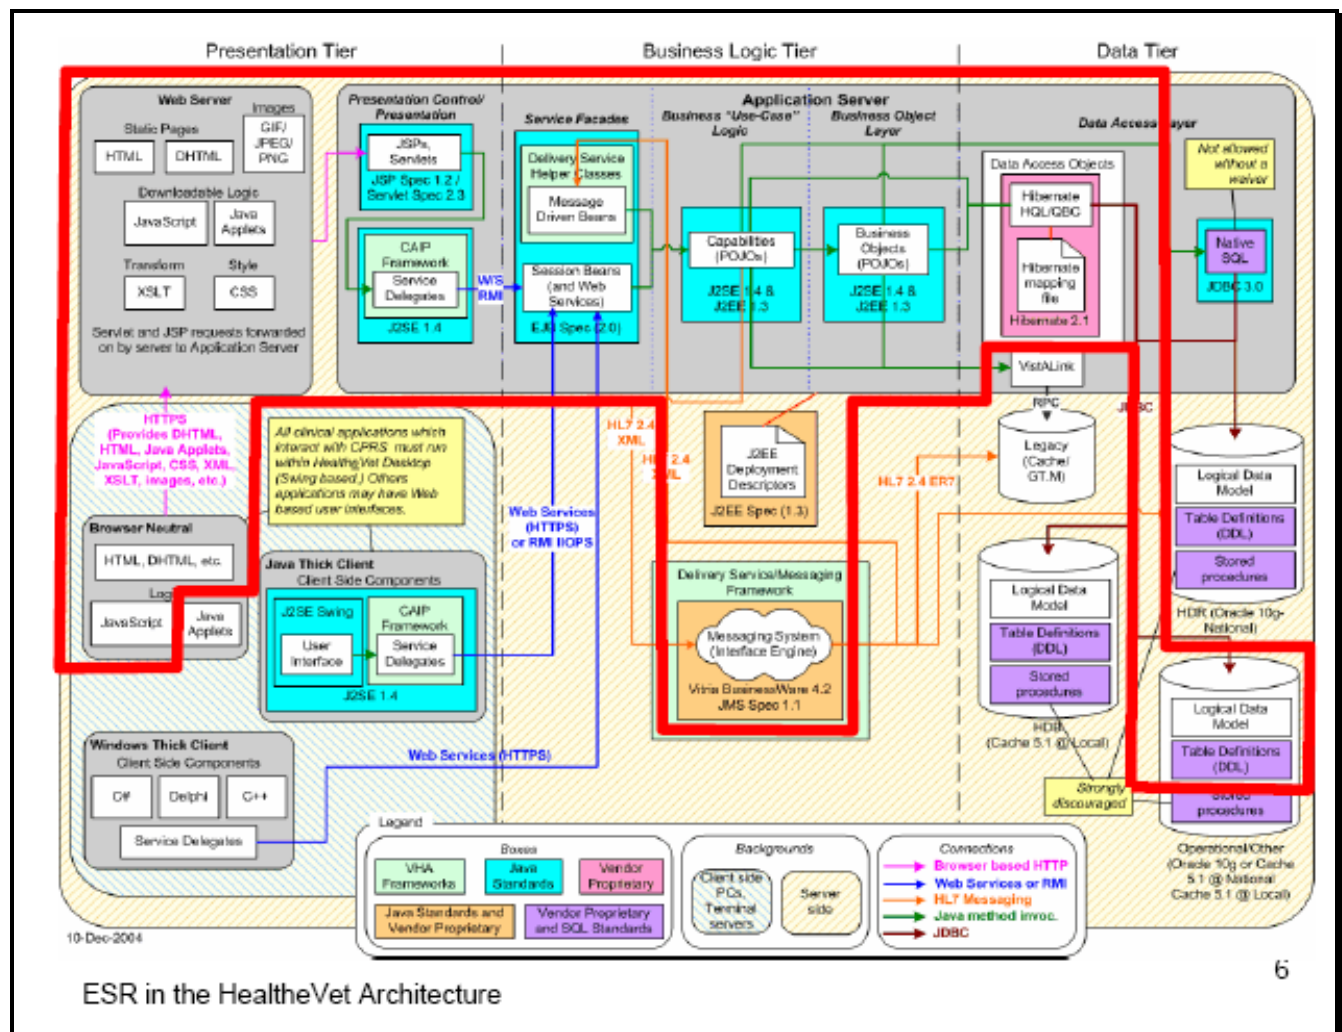 Presentation Tier
Business Logic Tier
Data Tier
Web Server
Static Pages
HTML
DHTML
Images
GIF/
JPEG/
PNG
Downloadable Logic
JavaScript
Java
Applets
Transform
XSLT
Style
CSS
Servlet and JSP requests forwarded
on by server to Application Server
Application Server
Presentation Control/
Presentation
JSPs,
Servlets
JSP Spec 1.2 /
Servlet Spec 2.3
CAIP
Framework
Service
Delegates
J2SE 1.4
W/S
RMI
Service Facades
Delivery Service
Helper Classes
Message
Driven Beans
Session Beans
(and Web
Services)
EJB Spec (2.0)
Business "Use-Case"
Logic
Capabilities
(POJOs)
J2SE 1.4 &
J2EE 1.3
Business Object
Layer
Business
Objects
(POJOs)
J2SE 1.4 &
J2EE 1.3
Data Access Layer
Data Access Objects
Hibernate
HQL/QBC
Hibernate
mapping
file
Hibernate 2.1
Not allowed
without a
waiver
Native
SQL
JDBC 3.0
VistALink
RPC
JDBC
HTTPS
(Provides DHTML,
HTML, Java Applets,
JavaScript, CSS, XML,
XSLT, images, etc.)
All clinical applications which
interact with CPRS must run
within HealtheVet Desktop
(Swing based.) Others
applications may have Web
based user interfaces.
Browser Neutral
HTML, DHTML, etc.
JavaScript
Java
Applets
Java Thick Client
Client Side Components
J2SE Swing
User
Interface
CAIP
Framework
Service
Delegates
J2SE 1.4
Web Services
(HTTPS)
or RMI IIOPS
HL7 2.4
XML
HL7 2.4
XML
J2EE
Deployment
Descriptors
J2EE Spec (1.3)
HL7 2.4 ER7
Legacy
(Cache/
GT.M)
Delivery Service/Messaging
Framework
Messaging System
(Interface Engine)
Vitria BusinessWare 4.2
JMS Spec 1.1
Logical Data
Model
Table Definitions
(DDL)
Stored
procedures
HDR (Oracle 10g-
National)
Logical Data
Model
Table Definitions
(DDL)
Stored
procedures
HDR
(Cache 5.1 @ Local)
Logical Data
Model
Table Definitions
(DDL)
Stored
procedures
Operational/Other
(Oracle 10g or Cache
5.1 @ National
Cache 5.1 @ Local)
Strongly
discouraged
Windows Thick Client
Client Side Components
C#
Delphi
C++
Service Delegates
Web Services (HTTPS)
Legend
Boxes
VHA
Frameworks
Java
Standards
Vendor
Proprietary
Java Standards and
Vendor Proprietary
Vendor Proprietary
and SQL Standards
Backgrounds
Client side
PCs
Terminal
servers
Server
side
Connections
Browser based HTTP
Web Services or RMI
HL7 Messaging
Java method invoc.
JDBC
10-Dec-2004
6
ESR in the HealtheVet Architecture